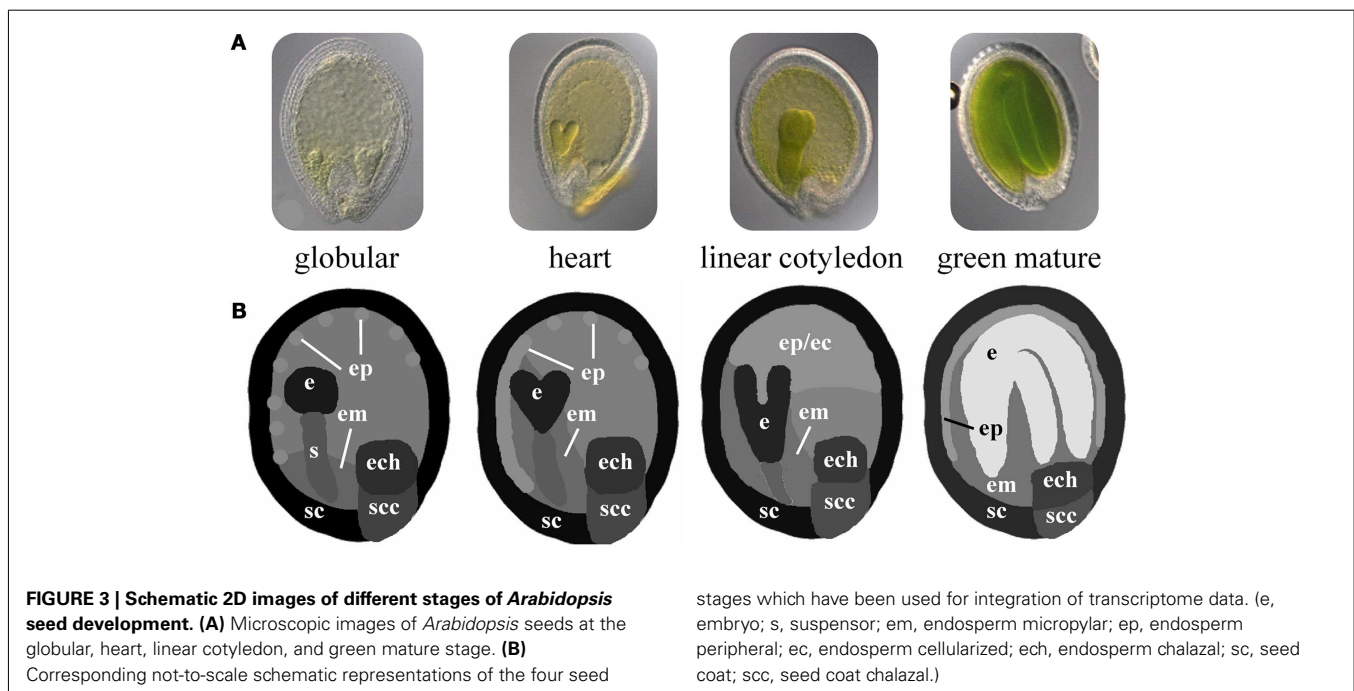 A
globular
heart
linear cotyledon
green mature
B
e
ep
em
s
ech
sc
scc
e
ep
em
ech
sc
scc
ep/ec
e
em
ech
sc
scc
e
ep
em
ech
sc
scc
FIGURE 3 | Schematic 2D images of different stages of Arabidopsis
seed development. (A) Microscopic images of Arabidopsis seeds at the
globular, heart, linear cotyledon, and green mature stage. (B)
Corresponding not-to-scale schematic representations of the four seed
stages which have been used for integration of transcriptome data. (e,
embryo; s, suspensor; em, endosperm micropylar; ep, endosperm
peripheral; ec, endosperm cellularized; ech, endosperm chalazal; sc, seed
coat; scc, seed coat chalazal.)